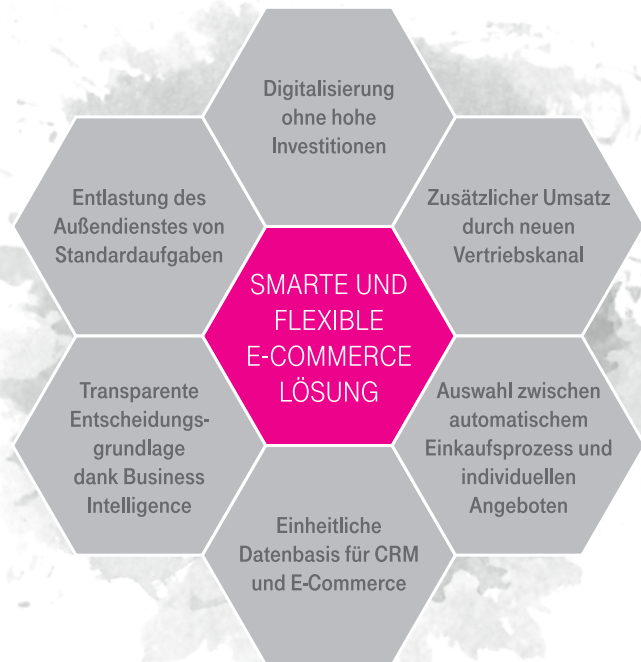 Digitalisierung
ohne hohe
Investitionen
Entlastung des
Außendienstes von
Standardaufgaben
Zusätzlicher Umsatz
durch neuen
Vertriebskanal
SMARTE UND
FLEXIBLE
E-COMMERCE
LÖSUNG
Transparente
Entscheidungs-
grundlage
dank Business
Intelligence
Auswahl zwischen
automatischem
Einkaufsprozess und
individuellen
Angeboten
Einheitliche
Datenbasis für CRM
und E-Commerce